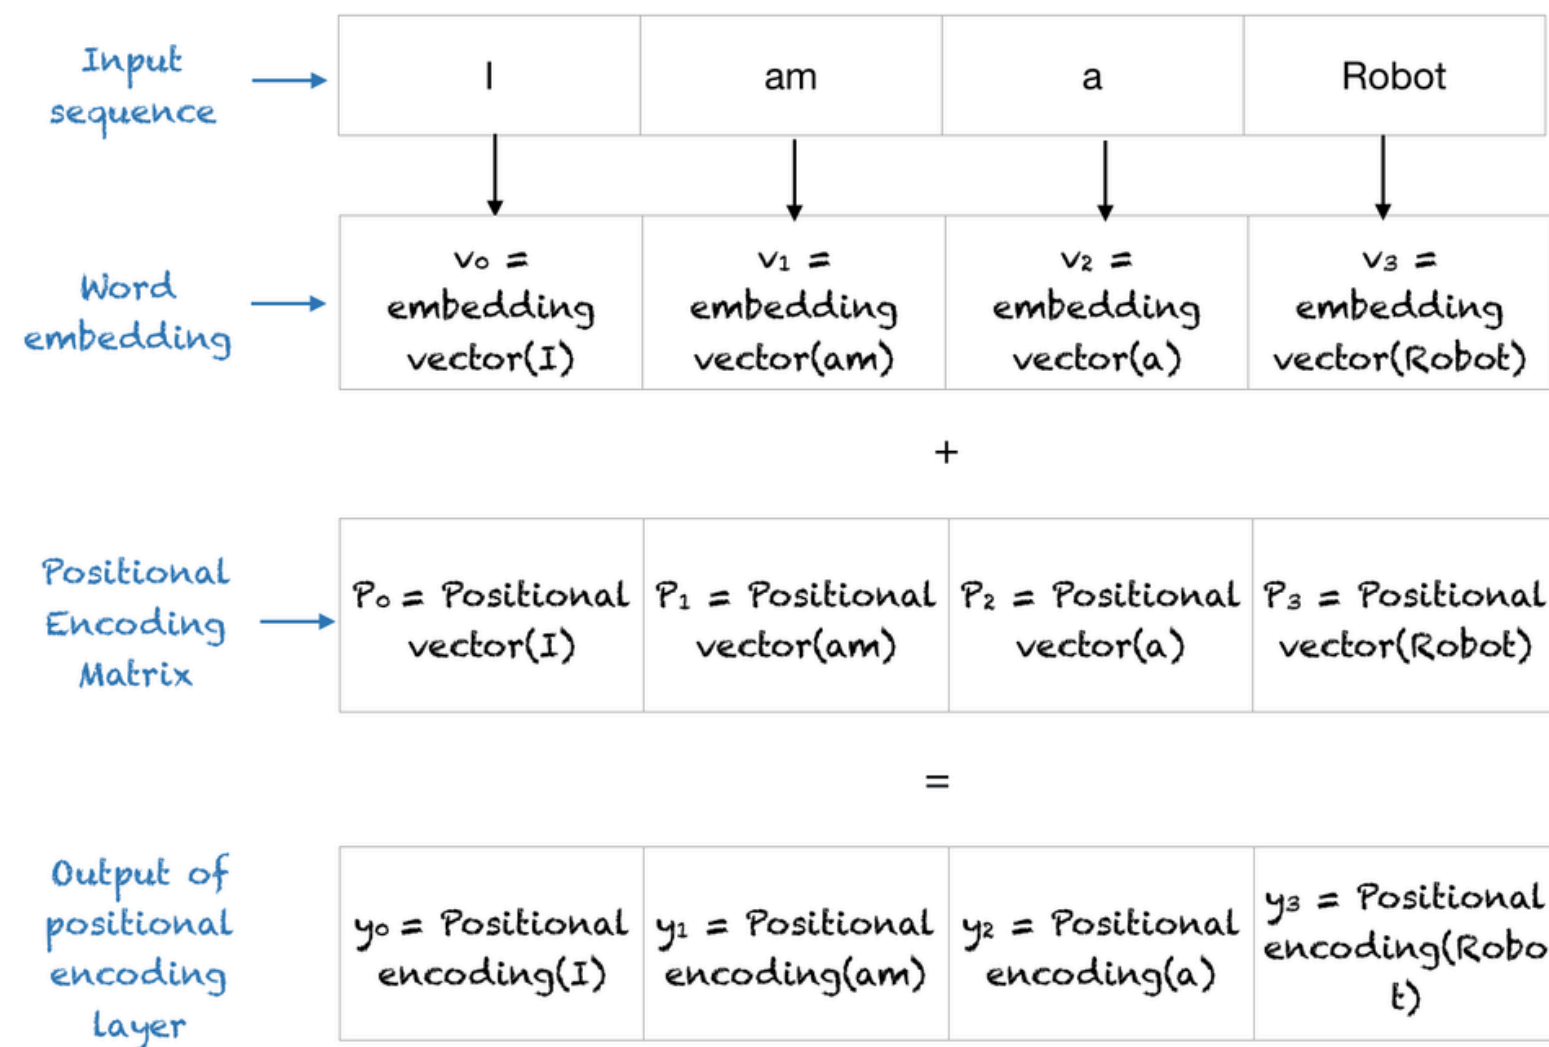 Input
sequence
I
am
a
Robot
Word
embedding
v0 =
embedding
vector(I)
v1 =
embedding
vector(am)
v2 =
embedding
vector(a)
v3 =
embedding
vector(Robot)
+
Positional
Encoding
Matrix
P0 = Positional
vector(I)
P1 = Positional
vector(am)
P2 = Positional
vector(a)
P3 = Positional
vector(Robot)
=
Output of
positional
encoding
layer
y0 = Positional
encoding(I)
y1 = Positional
encoding(am)
y2 = Positional
encoding(a)
y3 = Positional
encoding(Robo
t)